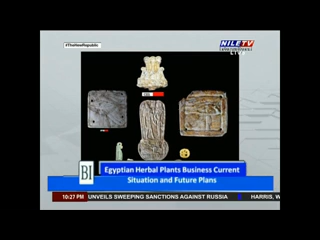 #TheNewRepublic
NILE TV
INTERNATIONAL
LIVE
BI
Egyptian Herbal Plants Business Current
Situation and Future Plans
10:27 PM UNVEILS SWEEPING SANCTIONS AGAINST RUSSIA HARRIS, W